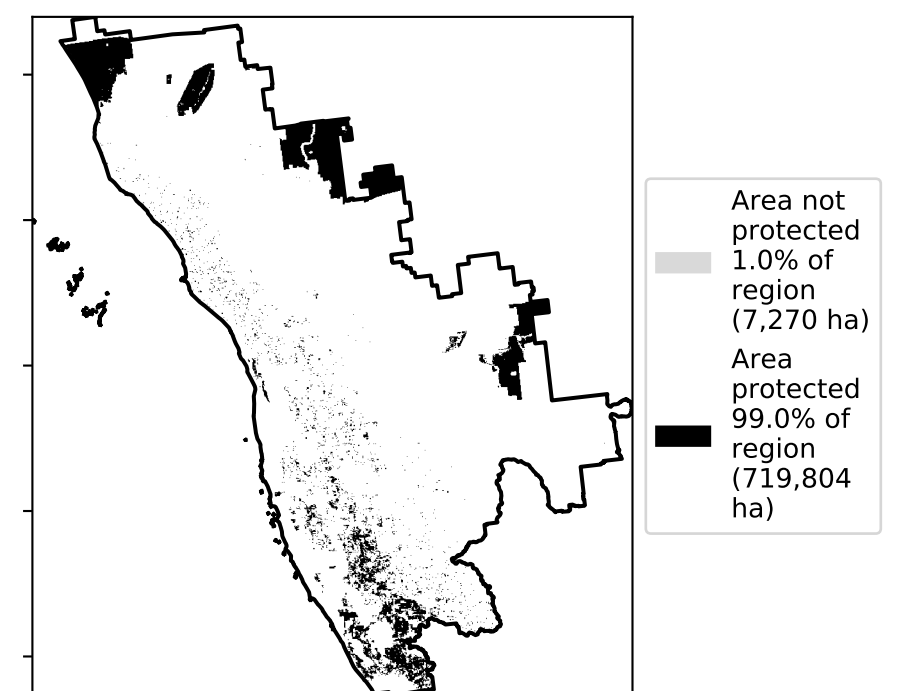 Area not
protected
1.0% of
region
(7,270 ha)
Area
protected
99.0% of
region
(719,804
ha)